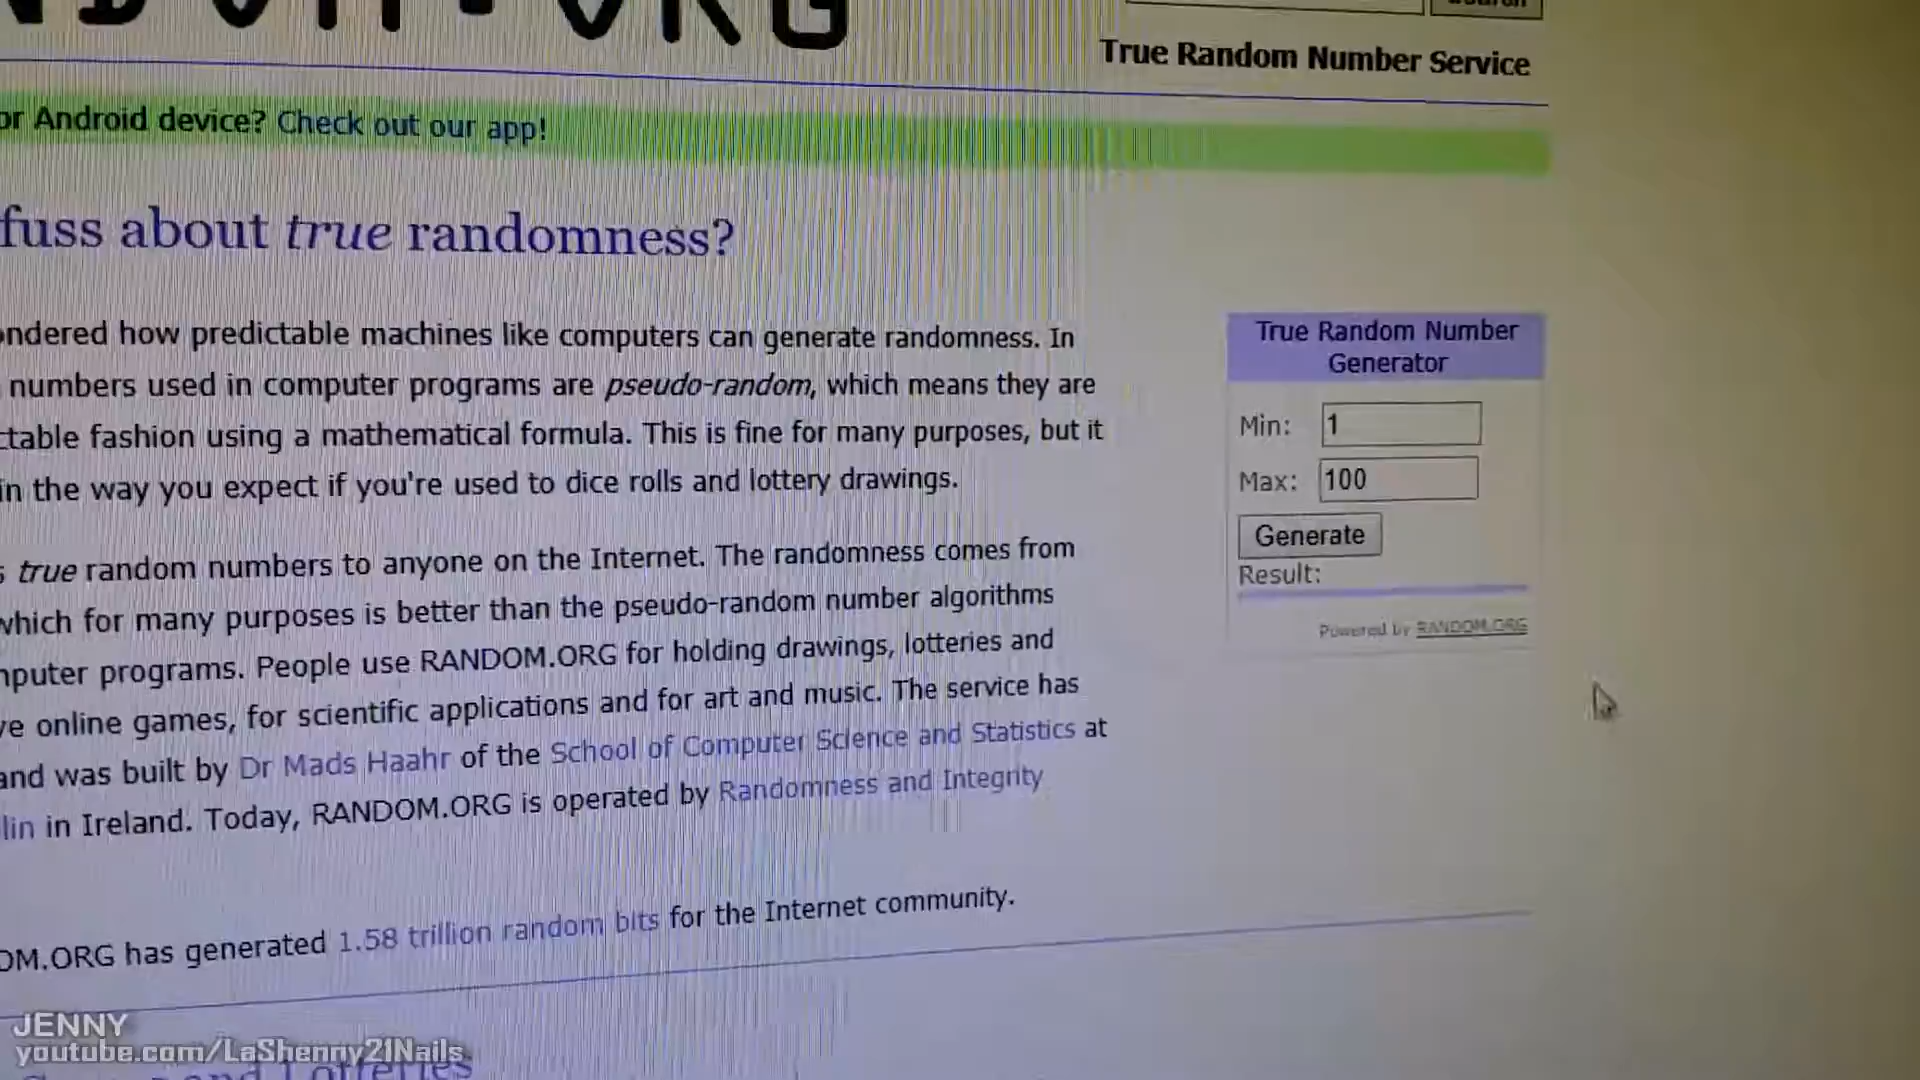 True Random Number Service
or Android device? Check out our app!
fuss about true randomness?
how predictable machines like computers can generate randomness. In
numbers used in computer programs are pseudo-random, which means they are
fashion using a mathematical formula. This is fine for many purposes, but it
in the way you expect if you're used to dice rolls and lottery drawings.
true random numbers to anyone on the Internet. The randomness comes from
which for many purposes is better than the pseudo-random number algorithms
programs. People use RANDOM.ORG for holding drawings, lotteries and
online games, for scientific applications and for art and music. The service has
and was built by Dr Mads Haahr of the School of Computer Science and Statistics at
lin in Ireland. Today, RANDOM.ORG is operated by Randomness and Integrity
OM.ORG has generated 1.58 trillion random bits for the Internet community.
True Random Number
Generator
Min: 1
Max: 100
Generate
Result:
Powered by RANDOM.ORG
JENNY
youtube.com/LaShenny21Nails
and Lotteries